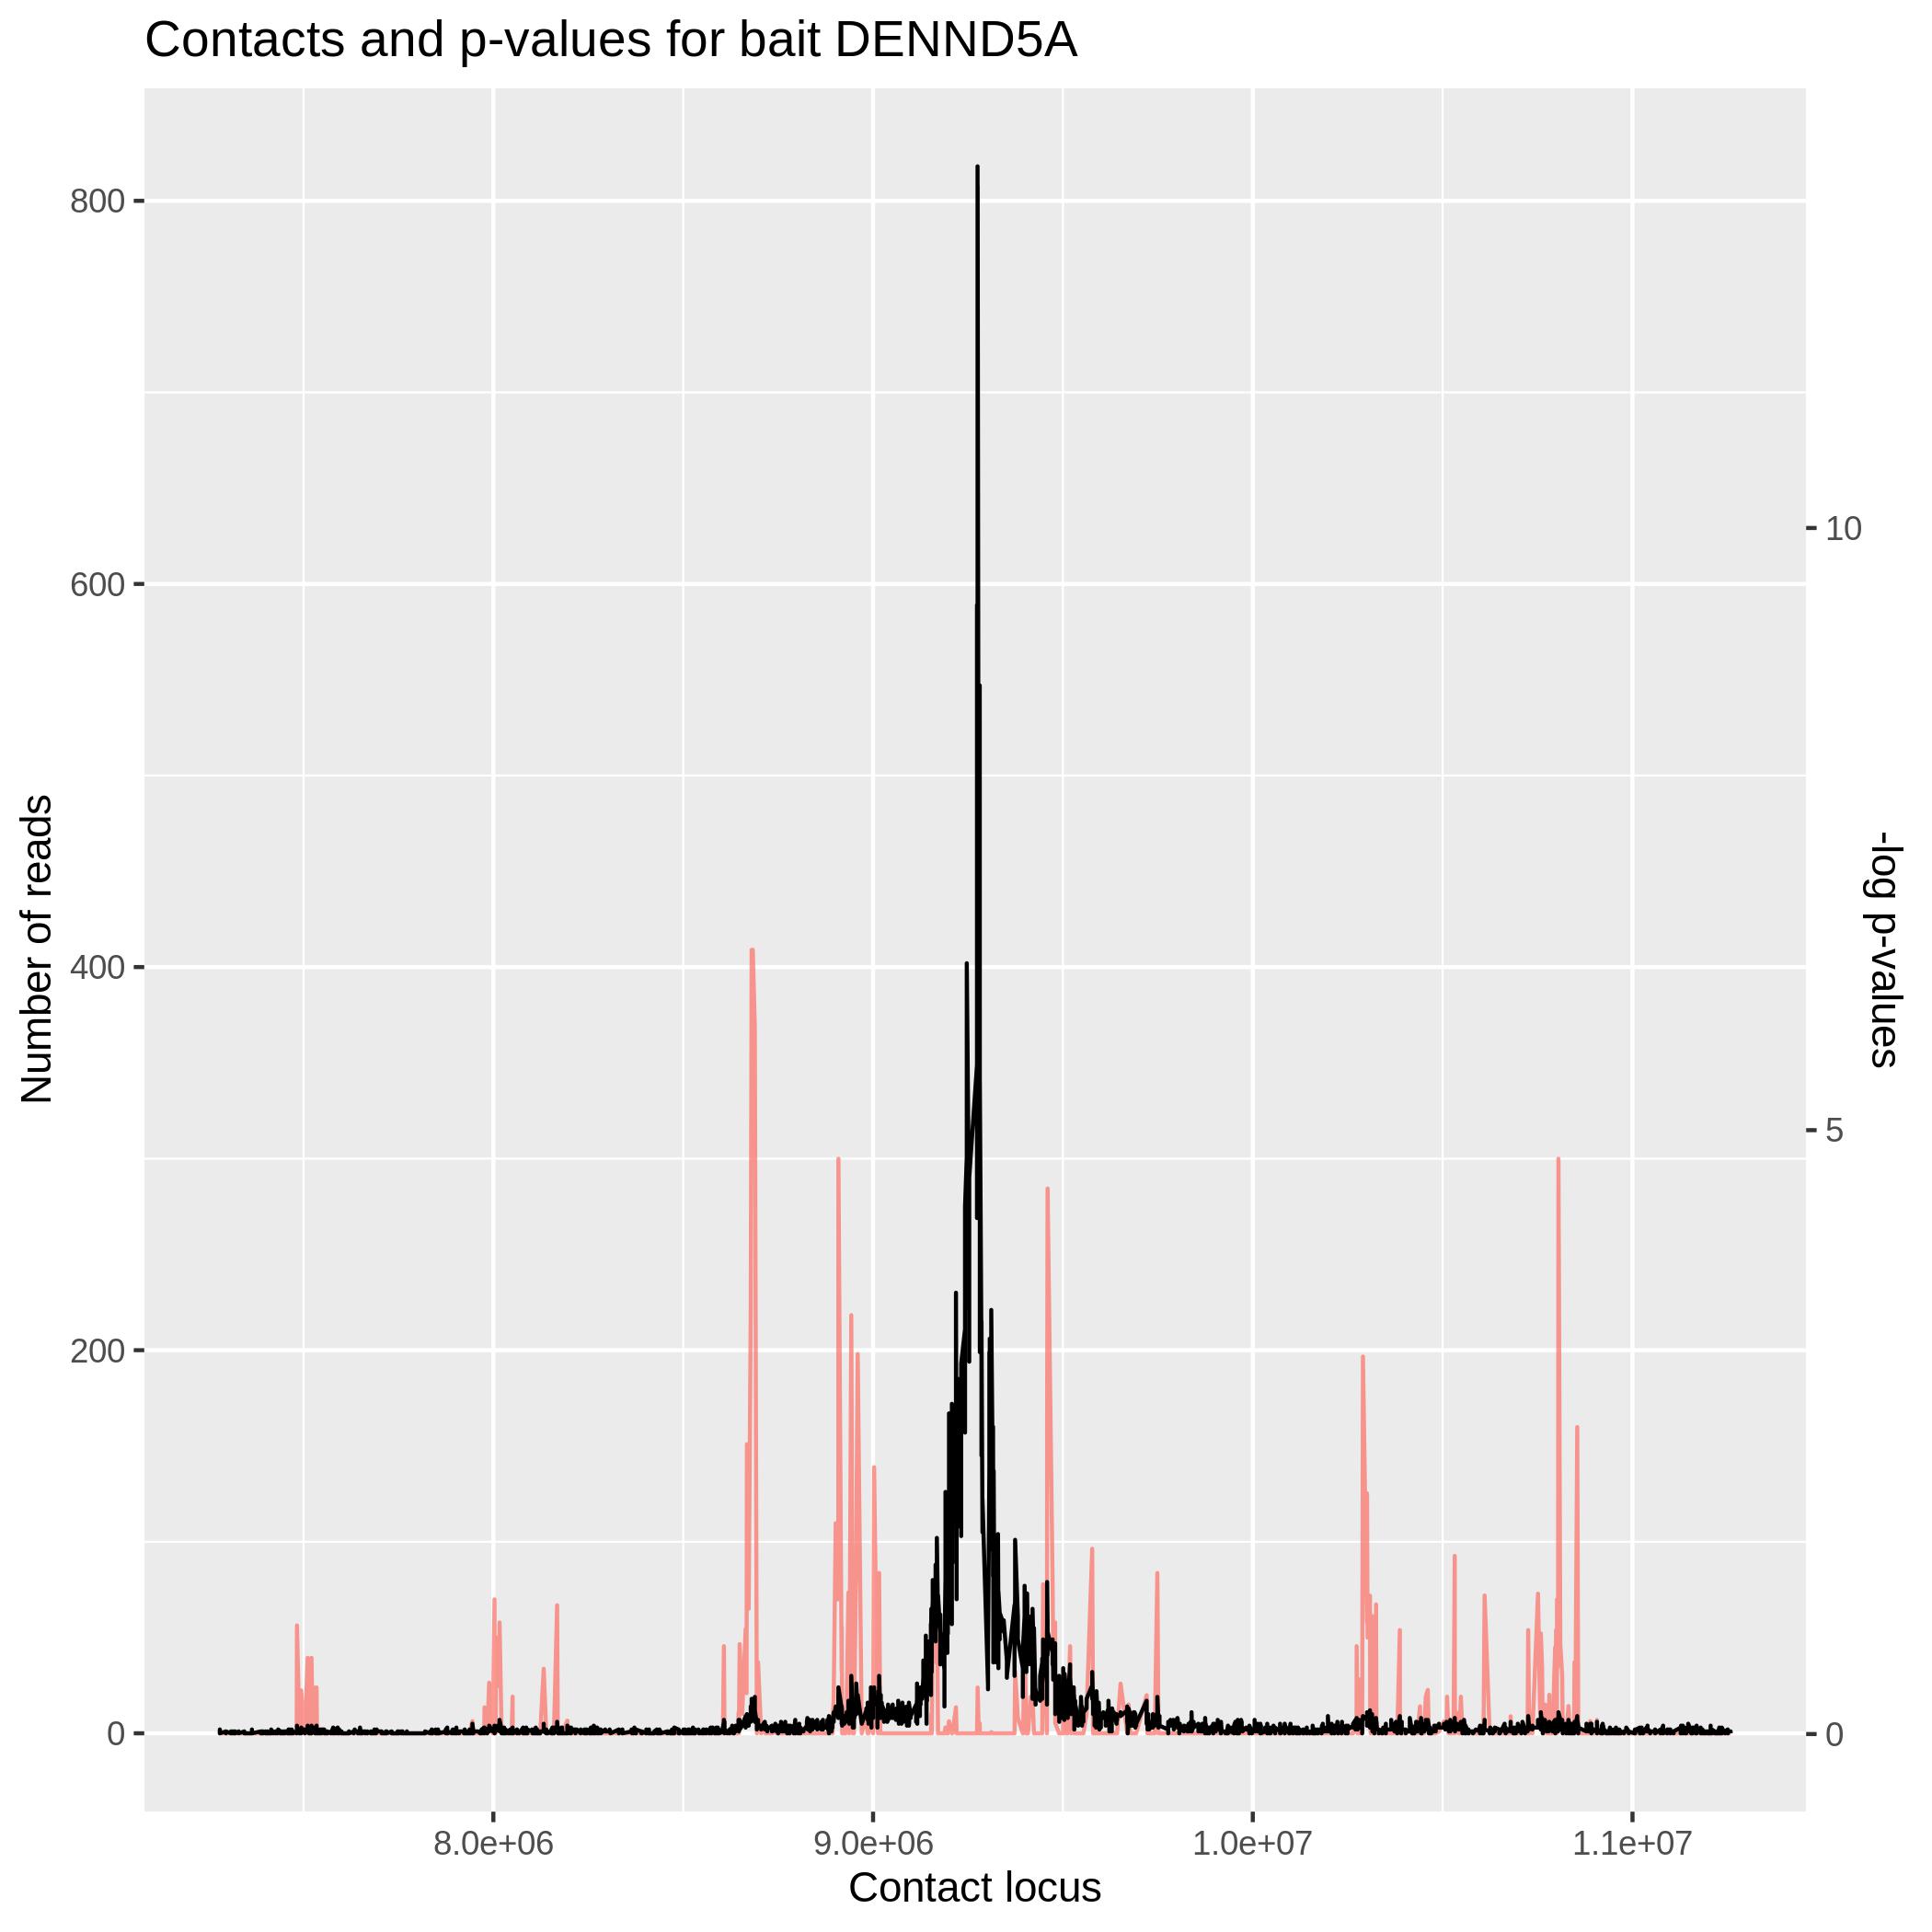 Contacts and p-values for bait DENND5A
800
600
400
200
0
Number of reads
10
5
0
-log p-values
8.0e+06
9.0e+06
1.0e+07
1.1e+07
Contact locus